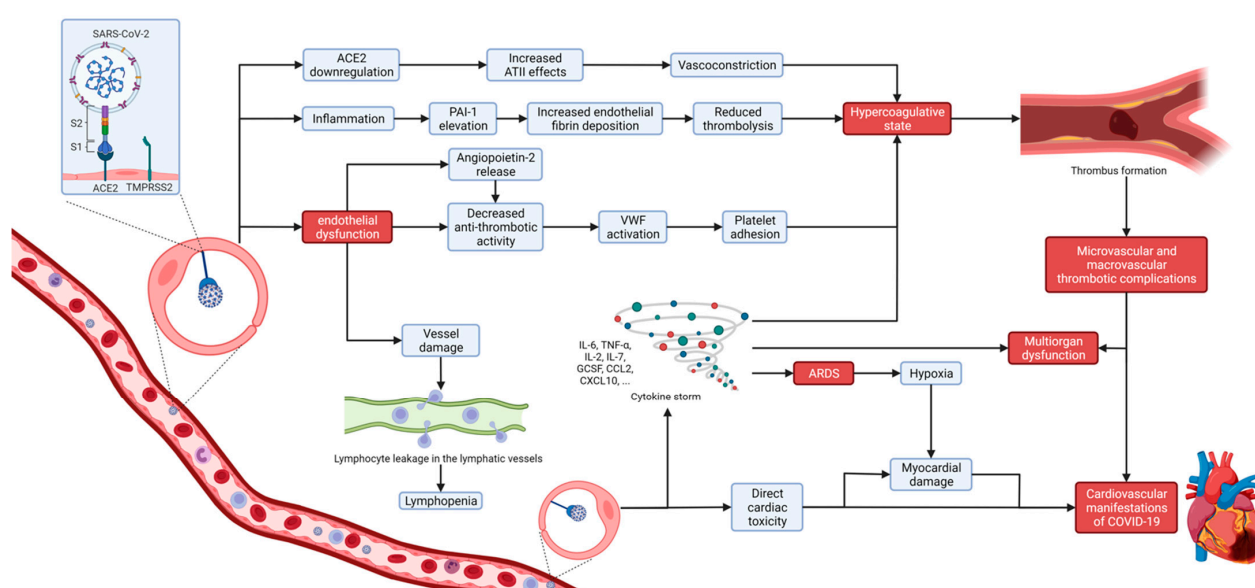 SARS-CoV-2
S2
S1
ACE2
TMPRSS2
ACE2
downregulation
Increased
ATII effects
Vasoconstriction
Inflammation
PAI-1
elevation
Increased endothelial
fibrin deposition
Reduced
thrombolysis
Hypercoagulative
state
Thrombus formation
Angiopoietin-2
release
endothelial
dysfunction
Decreased
anti-thrombotic
activity
VWF
activation
Platelet
adhesion
Microvascular and
macrovascular
thrombotic complications
Vessel
damage
IL-6, TNF-α,
IL-2, IL-7,
GCSF, CCL2,
CXCL10, ...
Cytokine storm
Multiorgan
dysfunction
ARDS
Hypoxia
Lymphocyte leakage in the lymphatic vessels
Lymphopenia
Direct
cardiac
toxicity
Myocardial
damage
Cardiovascular
manifestations
of COVID-19